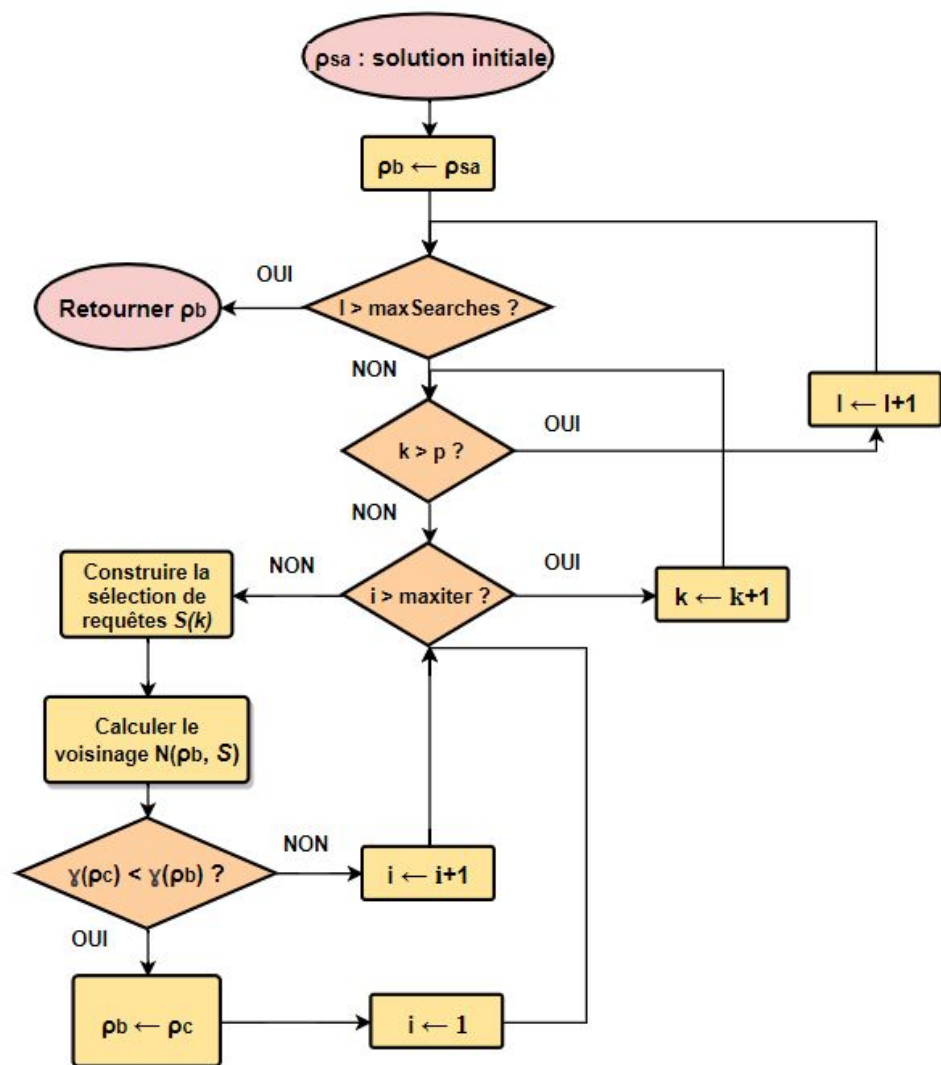 ρsa : solution initiale
ρb ← ρsa
OUI
Retourner ρb
l > maxSearches ?
NON
l ← l+1
OUI
k > p ?
NON
NON
OUI
Construire la
sélection de
requêtes S(k)
i > maxiter ?
k ← k+1
Calculer le
voisinage N(ρb, S)
NON
ɣ(ρc) < ɣ(ρb) ?
i ← i+1
OUI
ρb ← ρc
i ← 1